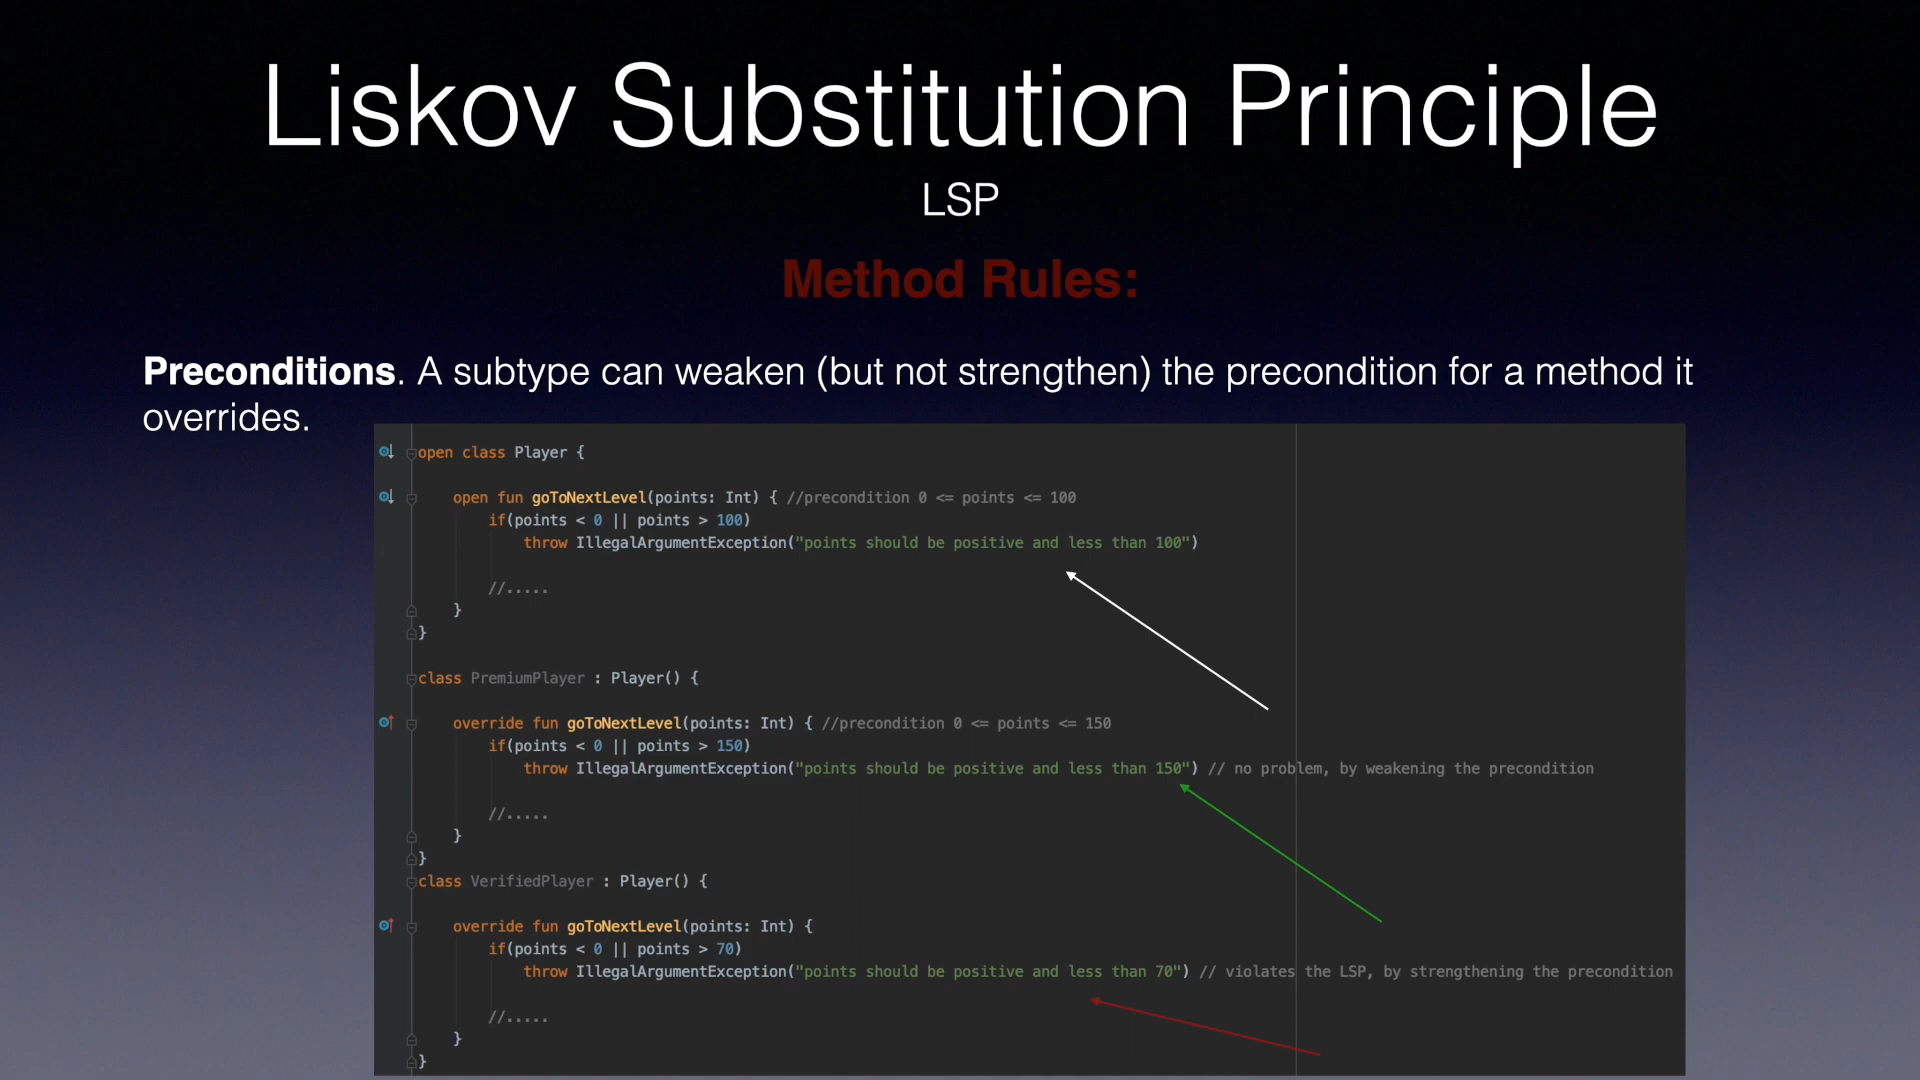 Liskov Substitution Principle
LSP
Method Rules:
Preconditions. A subtype can weaken (but not strengthen) the precondition for a method it
overrides.
open class Player {
open fun goToNextLevel(points: Int) { //precondition 0 <= points <= 100
if(points < 0 || points > 100)
throw IllegalArgumentException("points should be positive and less than 100")
//.....
}
}
class PremiumPlayer : Player() {
override fun goToNextLevel(points: Int) { //precondition 0 <= points <= 150
if(points < 0 || points > 150)
throw IllegalArgumentException("points should be positive and less than 150") // no problem, by weakening the precondition
//.....
}
}
class VerifiedPlayer : Player() {
override fun goToNextLevel(points: Int) {
if(points < 0 || points > 70)
throw IllegalArgumentException("points should be positive and less than 70") // violates the LSP, by strengthening the precondition
//.....
}
}